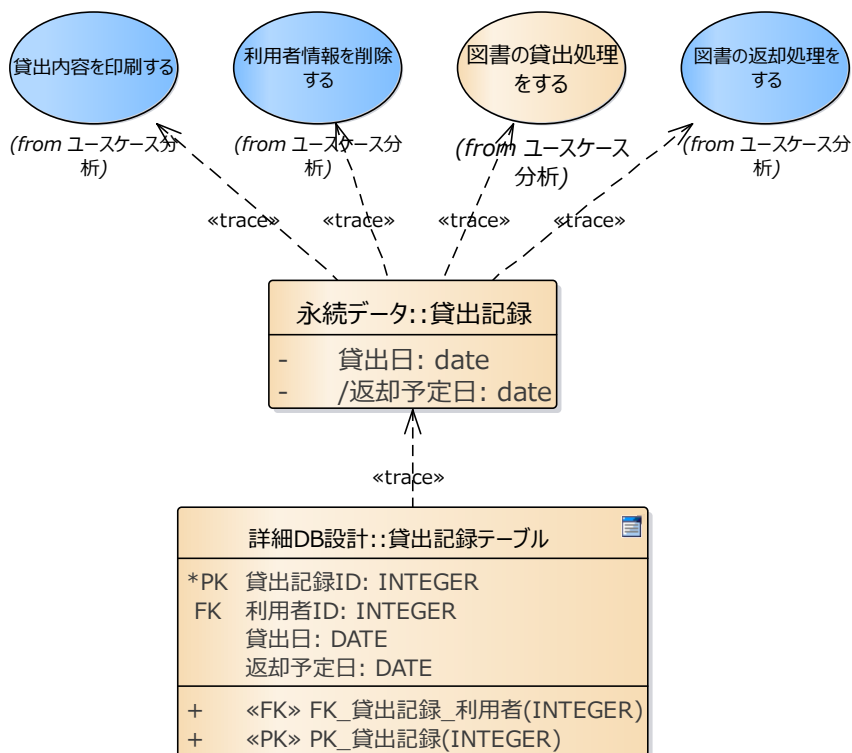 貸出内容を印刷する
(from ユースケース分
析)
利用者情報を削除
する
(from ユースケース分
析)
図書の貸出処理
をする
(from ユースケース
分析)
図書の返却処理を
する
(from ユースケース分
析)
«trace»
«trace»
«trace»
«trace»
永続データ::貸出記録
- 貸出日: date
- /返却予定日: date
«trace»
詳細DB設計::貸出記録テーブル
*PK 貸出記録ID: INTEGER
FK 利用者ID: INTEGER
貸出日: DATE
返却予定日: DATE
+ «FK» FK_貸出記録_利用者(INTEGER)
+ «PK» PK_貸出記録(INTEGER)